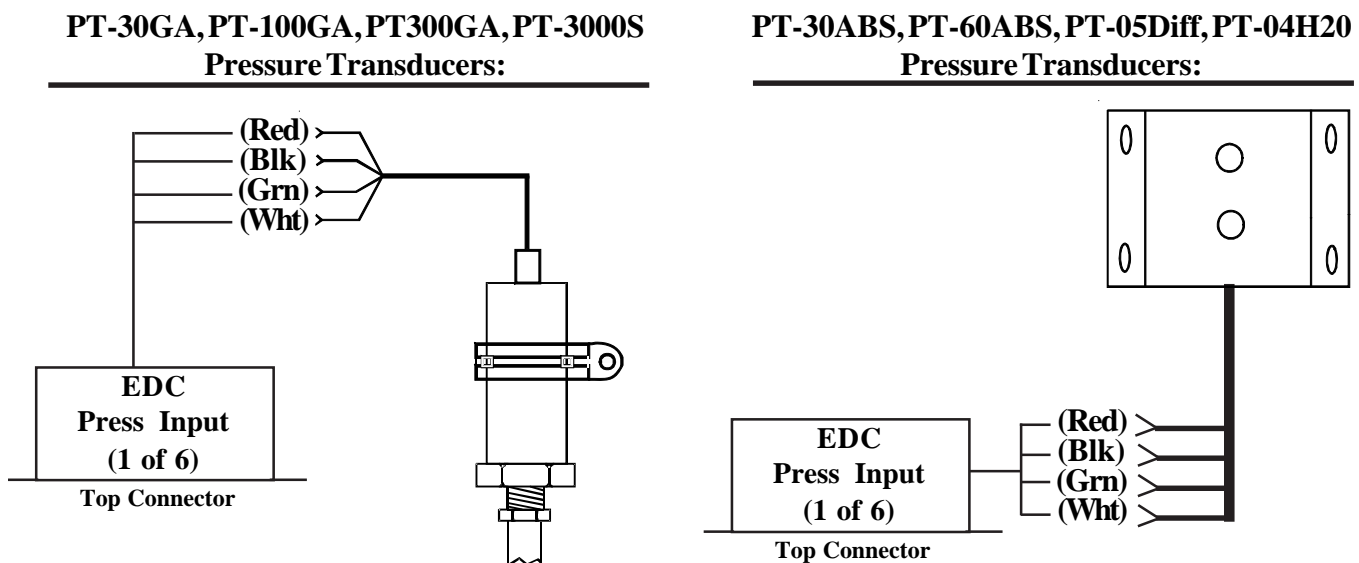 PT-30GA, PT-100GA, PT300GA, PT-3000S
Pressure Transducers:
(Red)
(Blk)
(Grn)
(Wht)
EDC
Press Input
(1 of 6)
Top Connector
PT-30ABS, PT-60ABS, PT-05Diff, PT-04H20
Pressure Transducers:
(Red)
(Blk)
(Grn)
(Wht)
EDC
Press Input
(1 of 6)
Top Connector